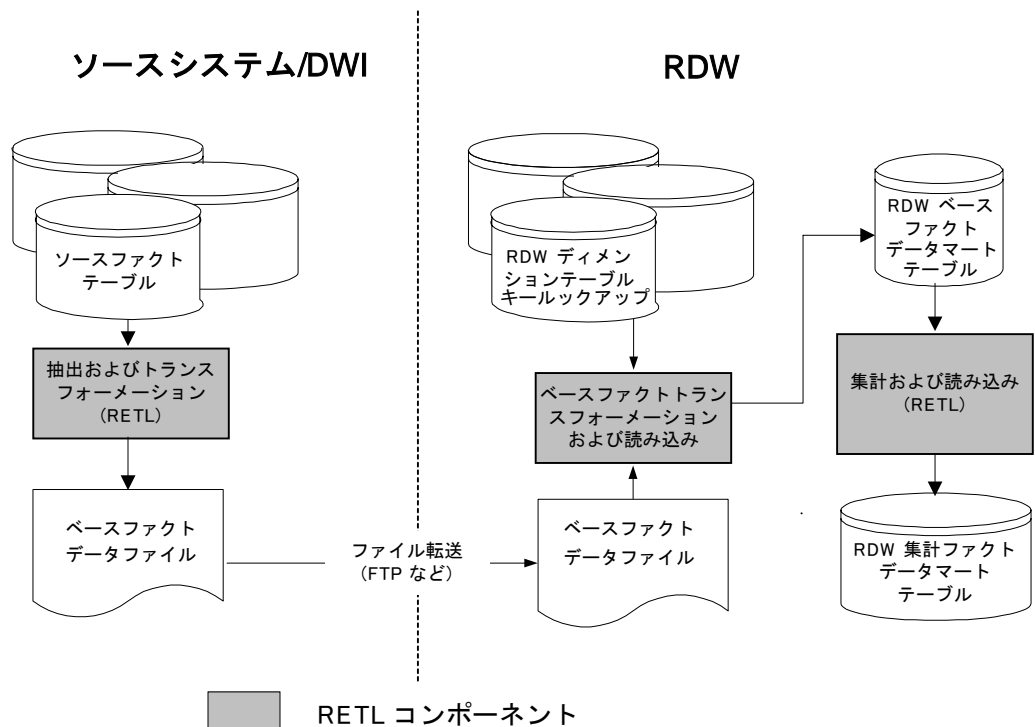 ソースシステム/DWI
RDW
ソースファクト
テーブル
抽出およびトランス
フォーメーション
(RETL)
ベースファクト
データファイル
ファイル転送
(FTP など)
RDW ディメン
ションテーブル
キールックアップ
ベースファクトトラン
スフォーメーション
および読み込み
ベースファクト
データファイル
RDW ベース
ファクト
データマート
テーブル
集計および読み込み
(RETL)
RDW 集計ファクト
データマート
テーブル
RETL コンポーネント